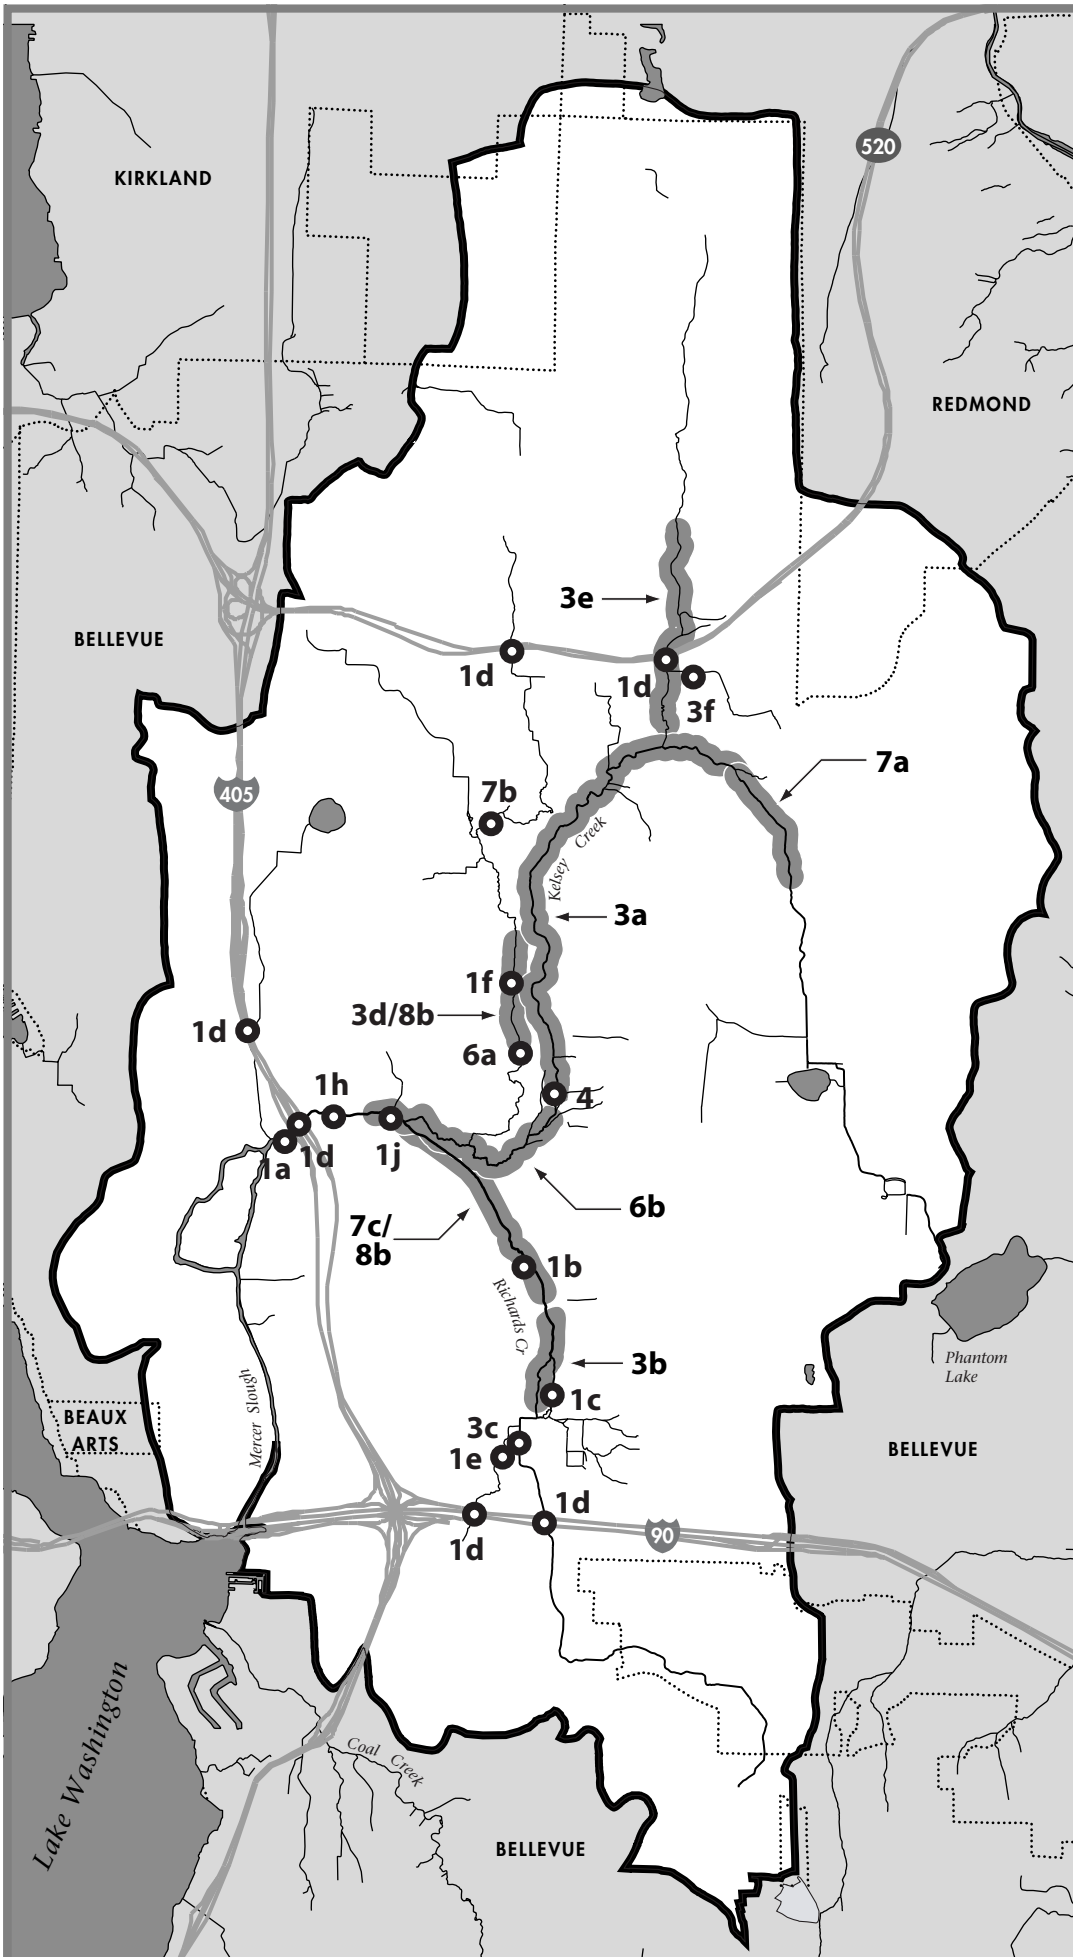 520
KIRKLAND
REDMOND
3e
BELLEVUE
1d
1d
3f
7a
405
7b
Kelsey Creek
3a
1f
3d/8b
1d
6a
1h
4
1a
1d
1j
6b
7c/
8b
1b
Richards Cr
3b
Phantom
Lake
Mercer Slough
1c
BEAUX
ARTS
3c
1e
BELLEVUE
1d
1d
90
Lake Washington
Coal Creek
BELLEVUE